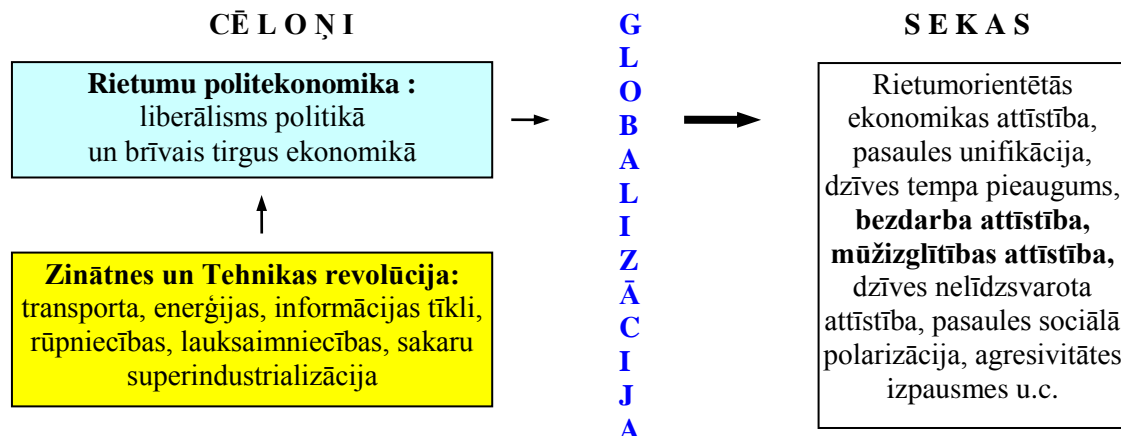 CĒLOŅI
Rietumu politekonomika :
liberālisms politikā
un brīvais tirgus ekonomikā
Zinātnes un Tehnikas revolūcija:
transporta, enerģijas, informācijas tīkli,
rūpniecības, lauksaimniecības, sakaru
superindustrializācija
G
L
O
B
A
L
I
Z
Ā
C
I
J
A
SEKAS
Rietumorientētās
ekonomikas attīstība,
pasaules unifikācija,
dzīves tempa pieaugums,
bezdarba attīstība,
mūžizglītības attīstība,
dzīves nelīdzsvarota
attīstība, pasaules sociālā
polarizācija, agresivitātes
izpausmes u.c.